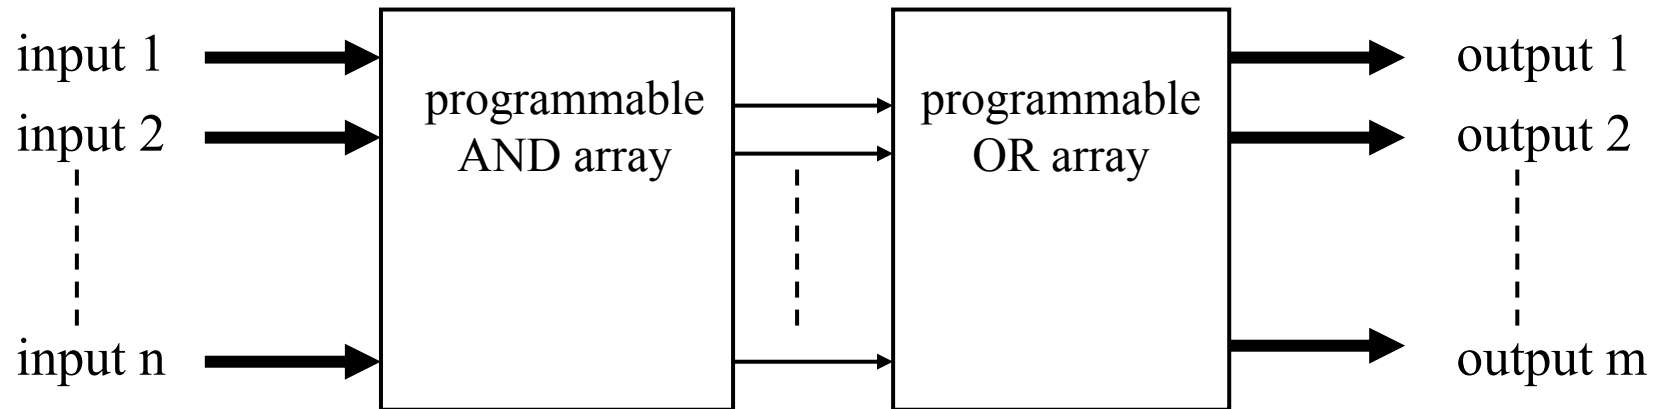 input 1
input 2
input n
programmable
AND array
programmable
OR array
output 1
output 2
output m